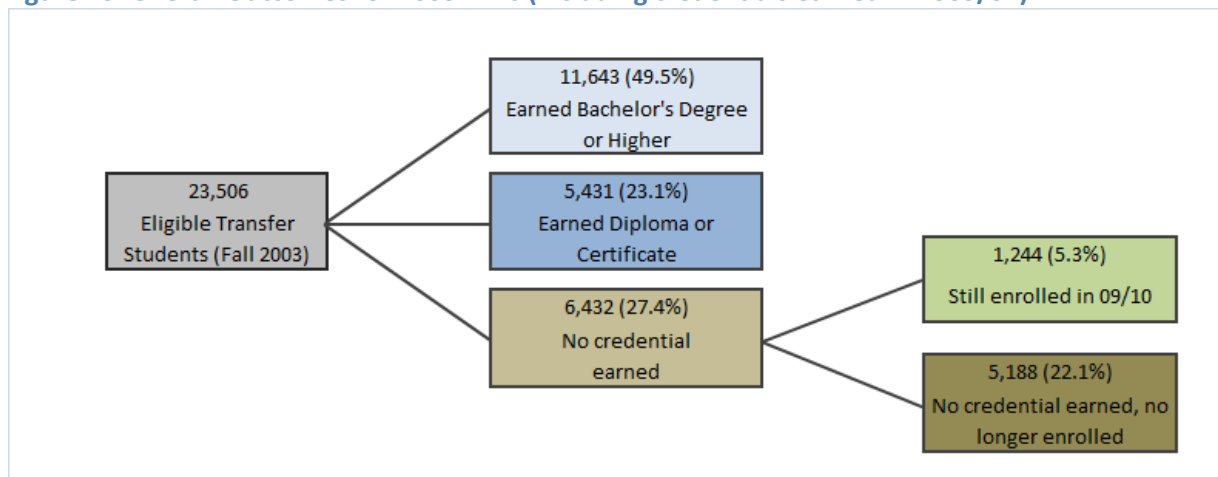 23,506
Eligible Transfer
Students (Fall 2003)
11,643 (49.5%)
Earned Bachelor's Degree
or Higher
5,431 (23.1%)
Earned Diploma or
Certificate
6,432 (27.4%)
No credential
earned
1,244 (5.3%)
Still enrolled in 09/10
5,188 (22.1%)
No credential earned, no
longer enrolled